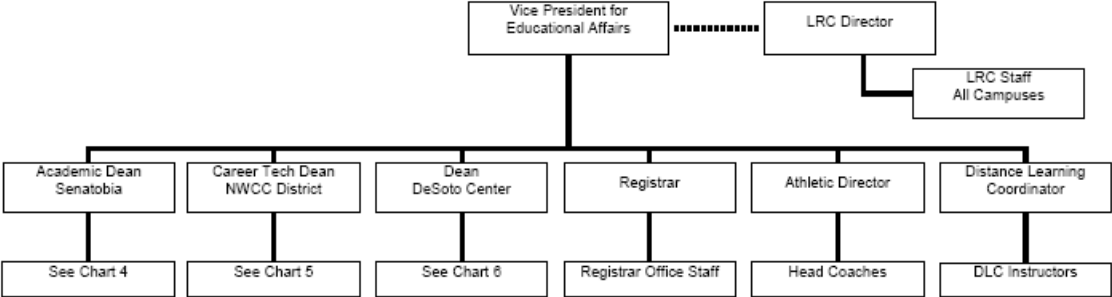 Vice President for
Educational Affairs
LRC Director
LRC Staff
All Campuses
Academic Dean
Senatobia
Career Tech Dean
NWCC District
Dean
DeSoto Center
Registrar
Athletic Director
Distance Learning
Coordinator
See Chart 4
See Chart 5
See Chart 6
Registrar Office Staff
Head Coaches
DLC Instructors